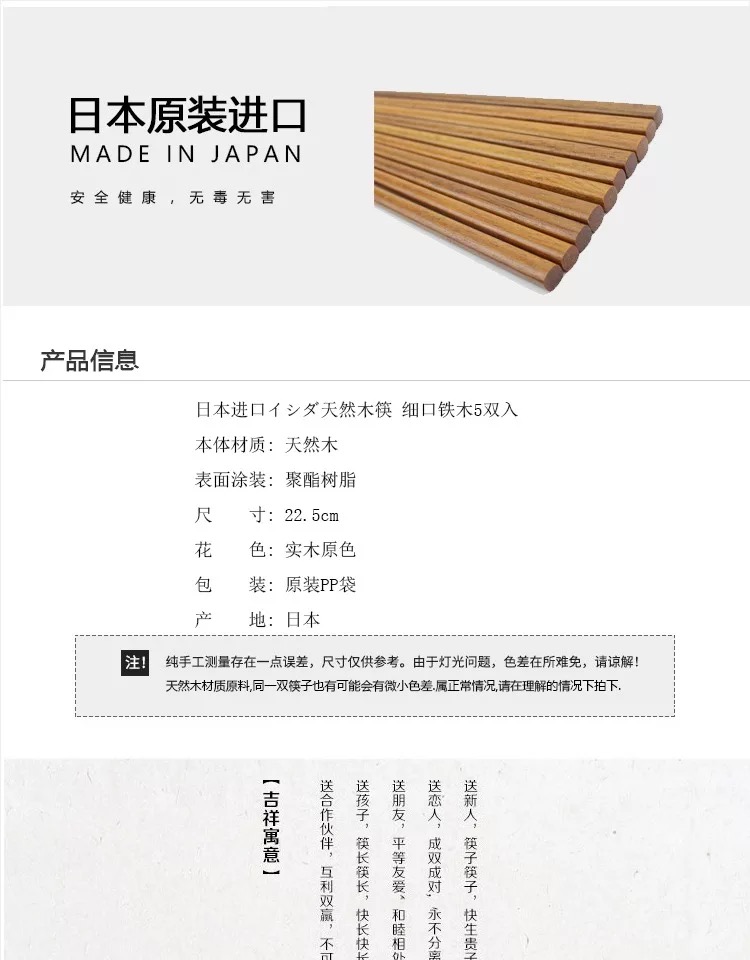 日本原装进口
MADE IN JAPAN
安全健康，无毒无害
产品信息
日本进口イシダ天然木筷 细口铁木5双入
本体材质: 天然木
表面涂装: 聚酯树脂
尺 寸: 22.5cm
花 色: 实木原色
包 装: 原装PP袋
产 地: 日本
注!
纯手工测量存在一点误差，尺寸仅供参考。由于灯光问题，色差在所难免，请谅解！
天然木材质原料,同一双筷子也有可能会有微小色差.属正常情况,请在理解的情况下拍下.
送新人，筷子筷子，快生贵子
送恋人，成双成对，永不分离
送朋友，平等友爱，和睦相处
送孩子，筷长筷长，快长快长
送合作伙伴，互利双赢，不可
【吉祥寓意】